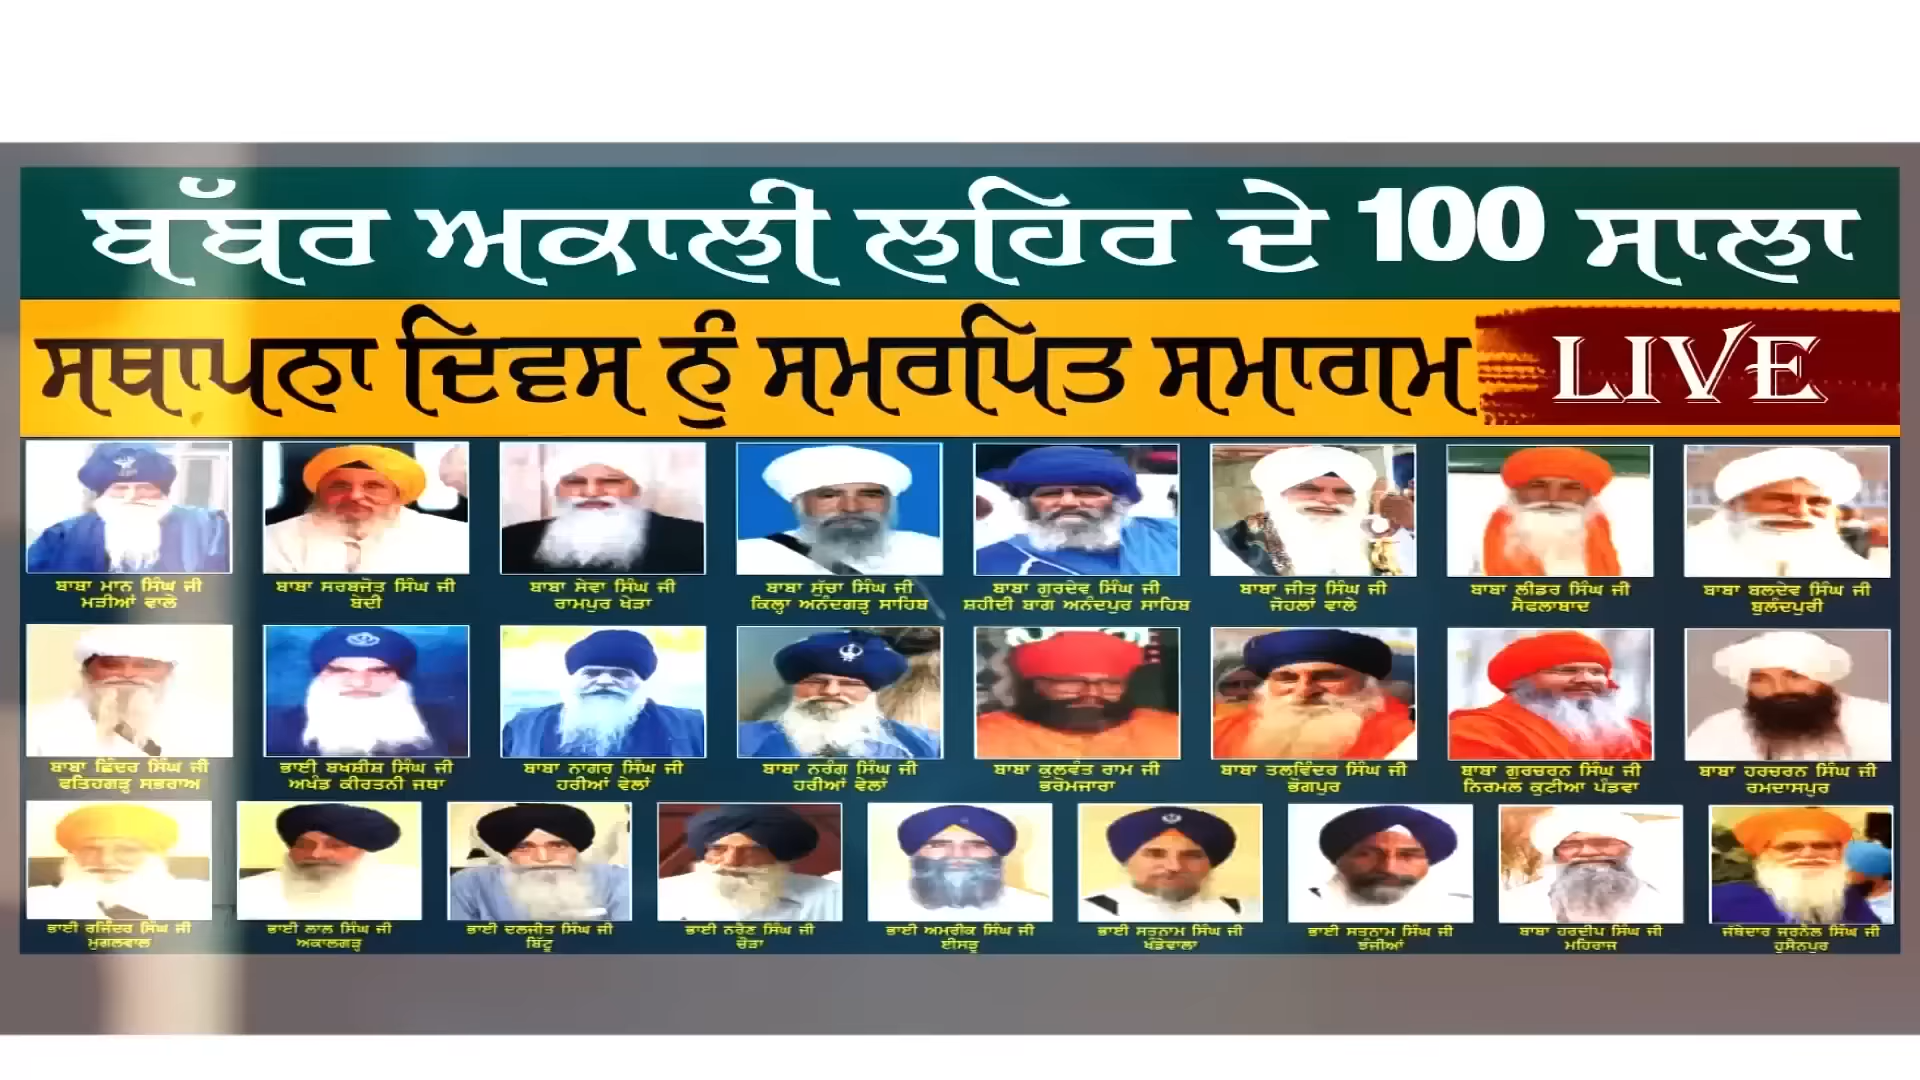 ਬੱਬਰ ਅਕਾਲੀ ਲਹਿਰ ਦੇ 100 ਸਾਲਾ
ਸਥਾਪਨਾ ਦਿਵਸ ਨੂੰ ਸਮਰਪਿਤ ਸਮਾਗਮ LIVE
ਬਾਬਾ ਮਾਨ ਸਿੰਘ ਜੀ
ਮੜੀਆਂ ਵਾਲੇ
ਬਾਬਾ ਸਰਬਜੋਤ ਸਿੰਘ ਜੀ
ਬੇਦੀ
ਬਾਬਾ ਸੇਵਾ ਸਿੰਘ ਜੀ
ਰਾਮਪੁਰ ਖੇੜਾ
ਬਾਬਾ ਸੁੱਚਾ ਸਿੰਘ ਜੀ
ਕਿਲ੍ਹਾ ਅਨੰਦਗੜ੍ਹ ਸਾਹਿਬ
ਬਾਬਾ ਗੁਰਦੇਵ ਸਿੰਘ ਜੀ
ਸ਼ਹੀਦੀ ਬਾਗ ਅਨੰਦਪੁਰ ਸਾਹਿਬ
ਬਾਬਾ ਜੀਤ ਸਿੰਘ ਜੀ
ਜੋਹਲਾਂ ਵਾਲੇ
ਬਾਬਾ ਲੀਡਰ ਸਿੰਘ ਜੀ
ਸੈਫਲਾਬਾਦ
ਬਾਬਾ ਬਲਦੇਵ ਸਿੰਘ ਜੀ
ਬੁਲੰਦਪੁਰੀ
ਬਾਬਾ ਛਿੰਦਰ ਸਿੰਘ ਜੀ
ਫਤਿਹਗੜ੍ਹ ਸਭਰਾਅ
ਭਾਈ ਬਖਸ਼ੀਸ਼ ਸਿੰਘ ਜੀ
ਅਖੰਡ ਕੀਰਤਨੀ ਜਥਾ
ਬਾਬਾ ਨਾਗਰ ਸਿੰਘ ਜੀ
ਹਰੀਆਂ ਵੇਲਾਂ
ਬਾਬਾ ਨਰੰਗ ਸਿੰਘ ਜੀ
ਹਰੀਆਂ ਵੇਲਾਂ
ਬਾਬਾ ਕੁਲਵੰਤ ਰਾਮ ਜੀ
ਭਰੋਮਜਾਰਾ
ਬਾਬਾ ਤਲਵਿੰਦਰ ਸਿੰਘ ਜੀ
ਭੋਗਪੁਰ
ਬਾਬਾ ਗੁਰਚਰਨ ਸਿੰਘ ਜੀ
ਨਿਰਮਲ ਕੁਟੀਆ ਪੰਡਵਾ
ਬਾਬਾ ਹਰਚਰਨ ਸਿੰਘ ਜੀ
ਰਮਦਾਸਪੁਰ
ਭਾਈ ਰਜਿੰਦਰ ਸਿੰਘ ਜੀ
ਮੁਗਲਵਾਲ
ਭਾਈ ਲਾਲ ਸਿੰਘ ਜੀ
ਅਕਾਲਗੜ੍ਹ
ਭਾਈ ਦਲਜੀਤ ਸਿੰਘ ਜੀ
ਬਿੱਟੂ
ਭਾਈ ਨਰੈਣ ਸਿੰਘ ਜੀ
ਚੌੜਾ
ਭਾਈ ਅਮਰੀਕ ਸਿੰਘ ਜੀ
ਈਸੜੂ
ਭਾਈ ਸਤਨਾਮ ਸਿੰਘ ਜੀ
ਖੰਡੇਵਾਲਾ
ਭਾਈ ਸਤਨਾਮ ਸਿੰਘ ਜੀ
ਝੰਜੀਆਂ
ਬਾਬਾ ਹਰਦੀਪ ਸਿੰਘ ਜੀ
ਮਹਿਰਾਜ
ਜੱਥੇਦਾਰ ਜਰਨੈਲ ਸਿੰਘ ਜੀ
ਹੁਸੈਨਪੁਰ